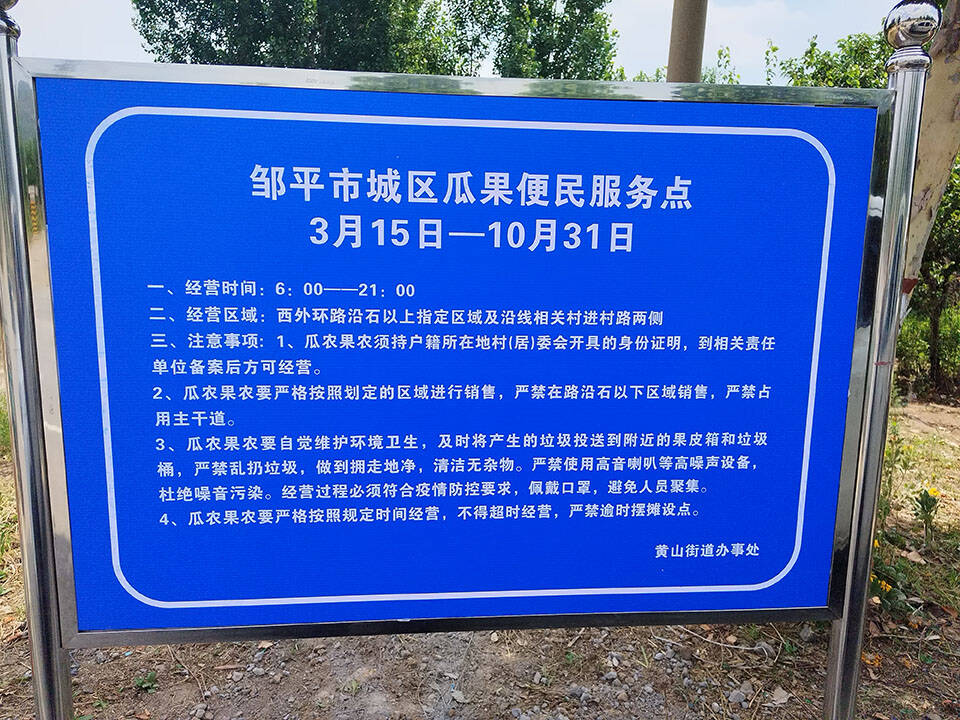 邹平市城区瓜果便民服务点
3月15日—10月31日
一、经营时间：6：00——21：00
二、经营区域：西外环路沿石以上指定区域及沿线相关村进村路两侧
三、注意事项：1、瓜农果农须持户籍所在地村(居)委会开具的身份证明，到相关责任
单位备案后方可经营。
2、瓜农果农要严格按照划定的区域进行销售，严禁在路沿石以下区域销售，严禁占
用主干道。
3、瓜农果农要自觉维护环境卫生，及时将产生的垃圾投送到附近的果皮箱和垃圾
桶，严禁乱扔垃圾，做到拥走地净，清洁无杂物。严禁使用高音喇叭等高噪声设备，
杜绝噪音污染。经营过程必须符合疫情防控要求，佩戴口罩，避免人员聚集。
4、瓜农果农要严格按照规定时间经营，不得超时经营，严禁逾时摆摊设点。
黄山街道办事处